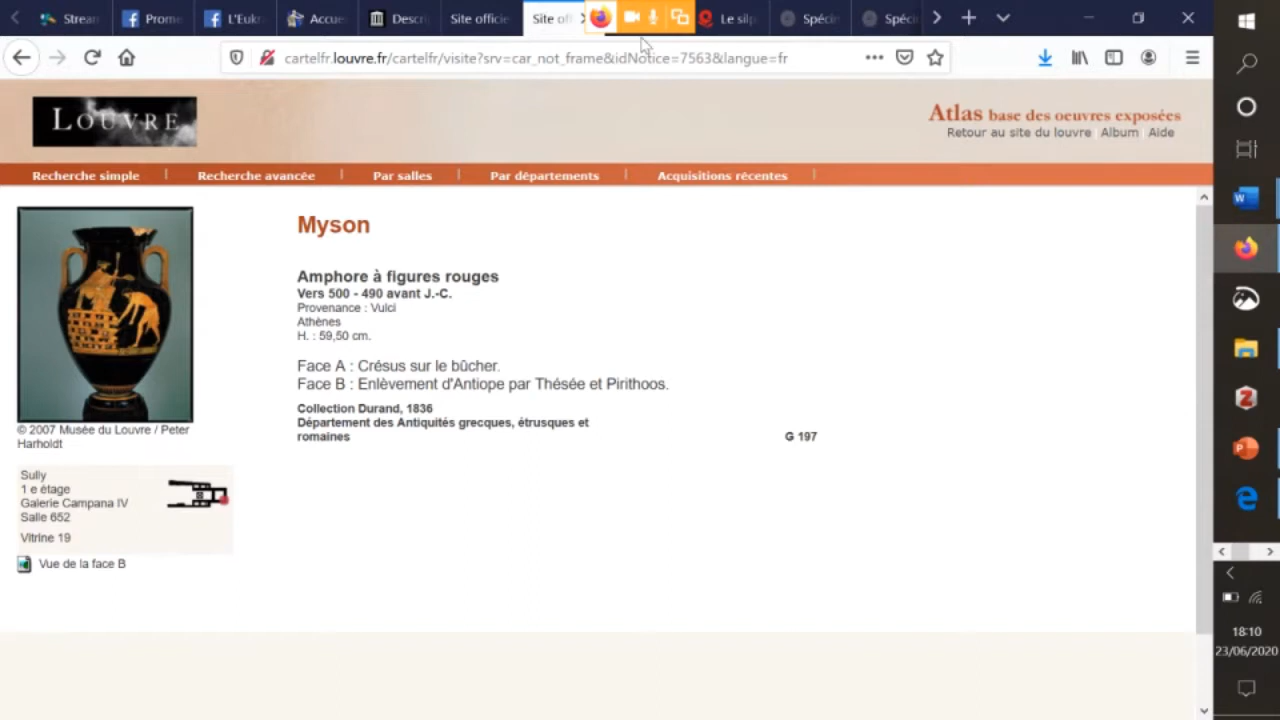 Stream
Prome
L'Eukr
Accue
Descri
Site officie
Site of
Le silp
Spécin
Spéci
cartelfr.louvre.fr/cartelfr/visite?srv=car_not_frame&idNotice=7563&langue=fr
LOUVRE
Atlas base des oeuvres exposées
Retour au site du louvre | Album | Aide
Recherche simple | Recherche avancée | Par salles | Par départements | Acquisitions récentes |
Myson
Amphore à figures rouges
Vers 500 - 490 avant J.-C.
Provenance : Vulci
Athènes
H. : 59,50 cm.
Face A : Crésus sur le bûcher.
Face B : Enlèvement d'Antiope par Thésée et Pirithoos.
Collection Durand, 1836
Département des Antiquités grecques, étrusques et
romaines
G 197
© 2007 Musée du Louvre / Peter
Harholdt
Sully
1 e étage
Galerie Campana IV
Salle 652
Vitrine 19
Vue de la face B
18:10
23/06/2020